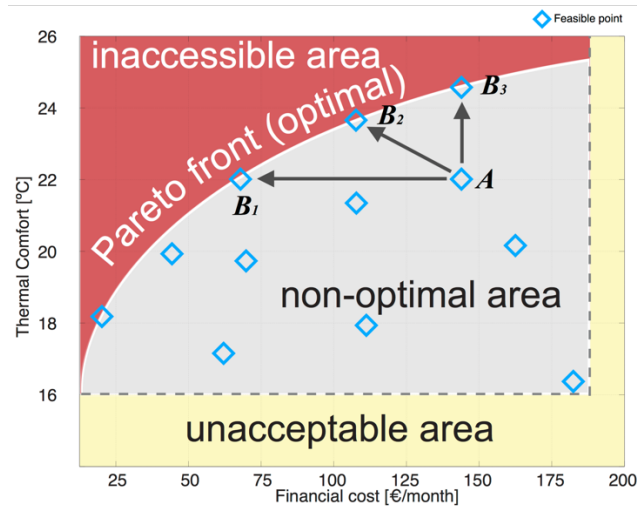 Feasible point
26
24
22
20
18
16
Thermal Comfort [°C]
inaccessible area
Pareto front (optimal)
B3
B2
A
B1
non-optimal area
unacceptable area
25
50
75
100
125
150
175
200
Financial cost [€/month]